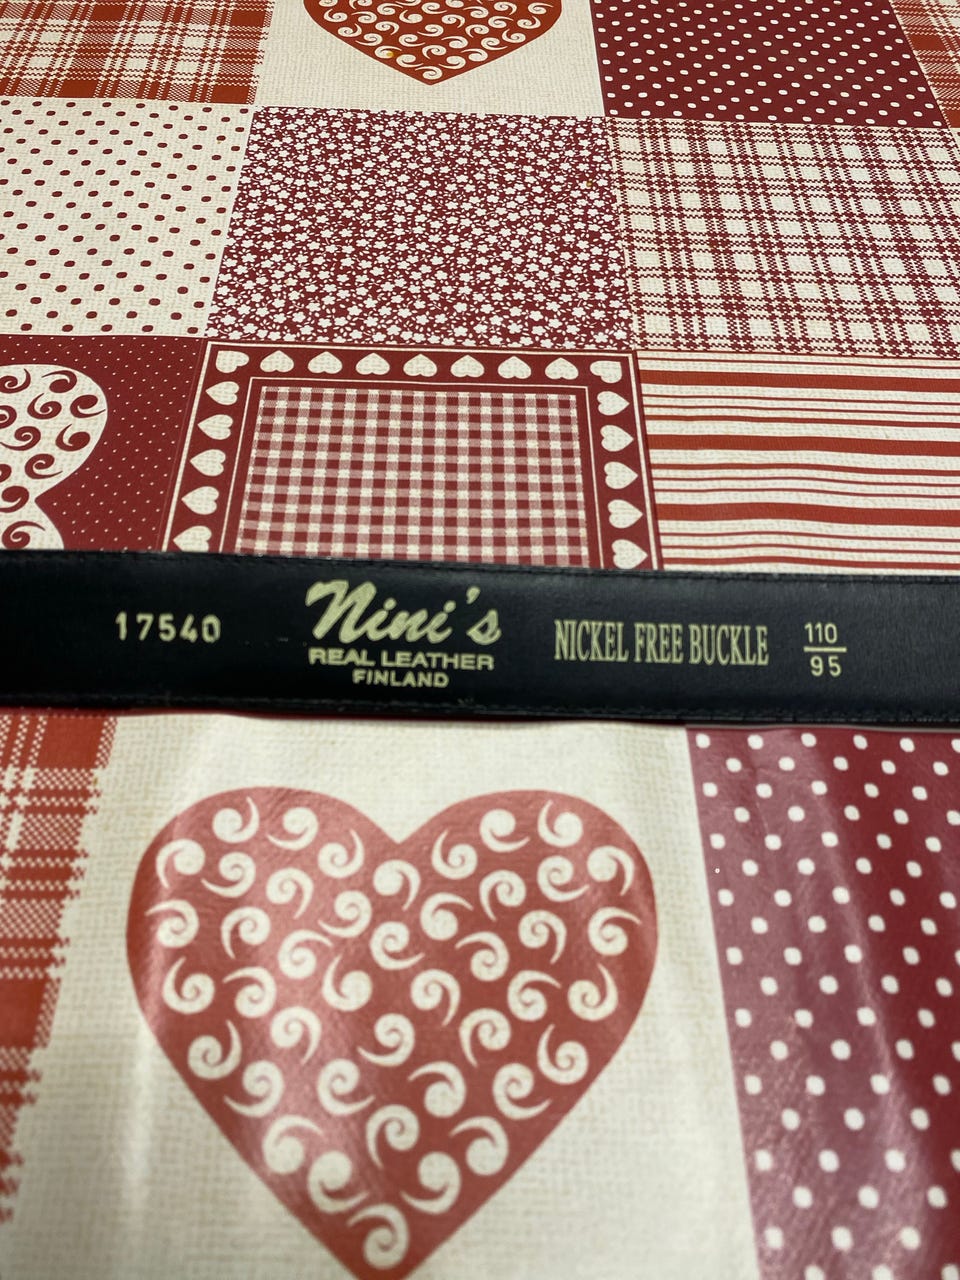 17540
Nini's
REAL LEATHER
FINLAND
NICKEL FREE BUCKLE
110
95